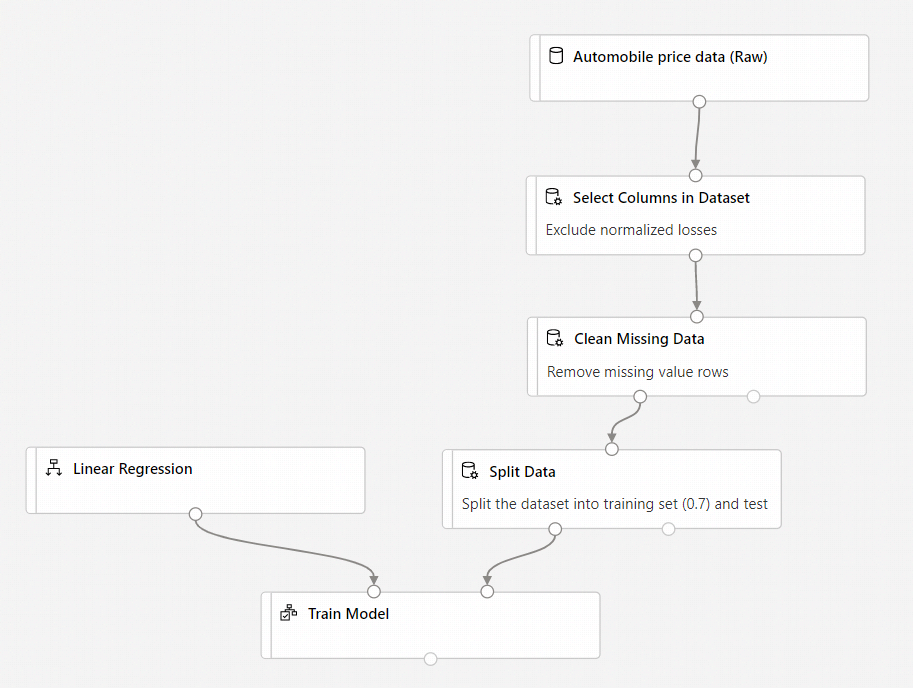 Automobile price data (Raw)
Select Columns in Dataset
Exclude normalized losses
Clean Missing Data
Remove missing value rows
Linear Regression
Split Data
Split the dataset into training set (0.7) and test
Train Model